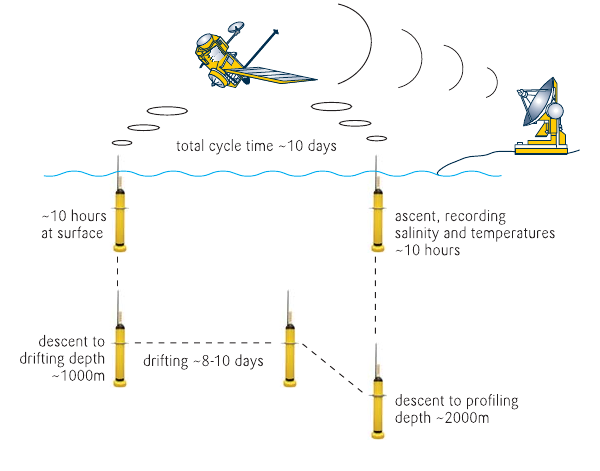 total cycle time ~10 days
~10 hours
at surface
ascent, recording
salinity and temperatures
~10 hours
descent to
drifting depth
~1000m
drifting ~8-10 days
descent to profiling
depth ~2000m